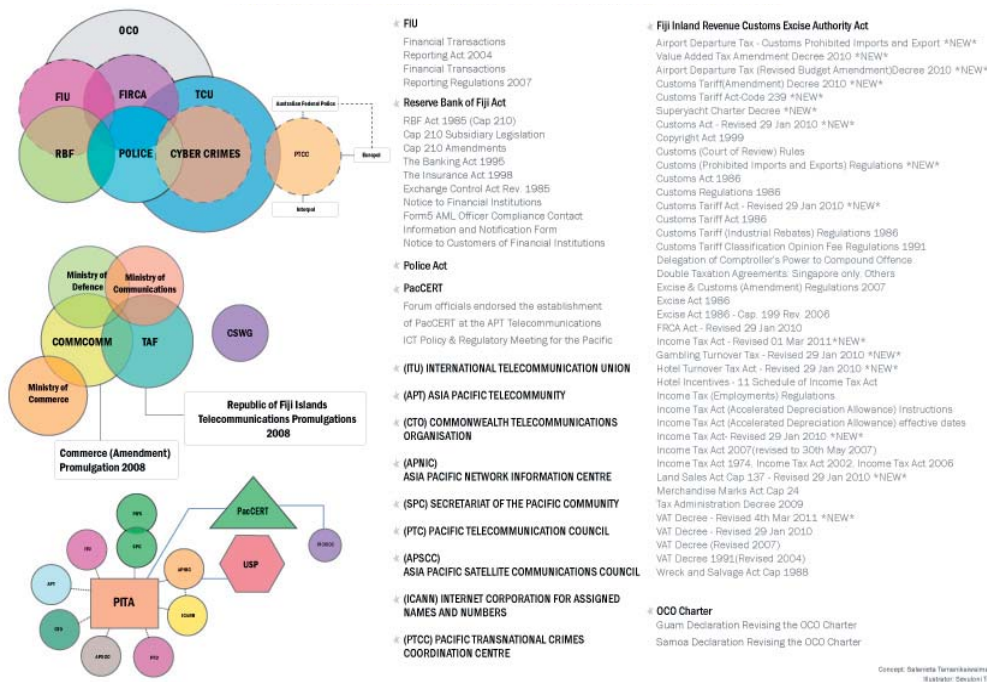 OCO
FIU
FIRCA
TCU
RBF
POLICE
CYBER CRIMES
PTCC
Australian Federal Police
Europol
Interpol
Ministry of
Defence
Ministry of
Communications
COMMCOMM
TAF
CSWG
Ministry of
Commerce
Republic of Fiji Islands
Telecommunications Promulgations
2008
Commerce (Amendment)
Promulgation 2008
PacCERT
USP
PITA
ITU
SPC
APT
APNIC
ICANN
CTO
APSCC
PTC
FIU
Financial Transactions
Reporting Act 2004
Financial Transactions
Reporting Regulations 2007
Reserve Bank of Fiji Act
RBF Act 1985 (Cap 210)
Cap 210 Subsidiary Legislation
Cap 210 Amendments
The Banking Act 1995
The Insurance Act 1998
Exchange Control Act Rev. 1985
Notice to Financial Institutions
Form5 AML Officer Compliance Contact
Information and Notification Form
Notice to Customers of Financial Institutions
Police Act
PacCERT
Forum officials endorsed the establishment
of PacCERT at the APT Telecommunications
ICT Policy & Regulatory Meeting for the Pacific
(ITU) INTERNATIONAL TELECOMMUNICATION UNION
(APT) ASIA PACIFIC TELECOMMUNITY
(CTO) COMMONWEALTH TELECOMMUNICATIONS
ORGANISATION
(APNIC)
ASIA PACIFIC NETWORK INFORMATION CENTRE
(SPC) SECRETARIAT OF THE PACIFIC COMMUNITY
(PTC) PACIFIC TELECOMMUNICATION COUNCIL
(APSCC)
ASIA PACIFIC SATELLITE COMMUNICATIONS COUNCIL
(ICANN) INTERNET CORPORATION FOR ASSIGNED
NAMES AND NUMBERS
(PTCC) PACIFIC TRANSNATIONAL CRIMES
COORDINATION CENTRE
Fiji Inland Revenue Customs Excise Authority Act
Airport Departure Tax - Customs Prohibited Imports and Export *NEW*
Value Added Tax Amendment Decree 2010 *NEW*
Airport Departure Tax (Revised Budget Amendment)Decree 2010 *NEW*
Customs Tariff(Amendment) Decree 2010 *NEW*
Customs Tariff Act-Code 239 *NEW*
Superyacht Charter Decree *NEW*
Customs Act - Revised 29 Jan 2010 *NEW*
Copyright Act 1999
Customs (Court of Review) Rules
Customs (Prohibited Imports and Exports) Regulations *NEW*
Customs Act 1986
Customs Regulations 1986
Customs Tariff Act - Revised 29 Jan 2010 *NEW*
Customs Tariff Act 1986
Customs Tariff (Industrial Rebates) Regulations 1986
Customs Tariff Classification Opinion Fee Regulations 1991
Delegation of Comptroller's Power to Compound Offence
Double Taxation Agreements: Singapore only. Others
Excise & Customs (Amendment) Regulations 2007
Excise Act 1986
Excise Act 1986 - Cap. 199 Rev. 2006
FRCA Act - Revised 29 Jan 2010
Income Tax Act - Revised 01 Mar 2011*NEW*
Gambling Turnover Tax - Revised 29 Jan 2010 *NEW*
Hotel Turnover Tax Act - Revised 29 Jan 2010 *NEW*
Hotel Incentives - 11 Schedule of Income Tax Act
Income Tax (Employments) Regulations
Income Tax Act (Accelerated Depreciation Allowance) Instructions
Income Tax Act (Accelerated Depreciation Allowance) effective dates
Income Tax Act- Revised 29 Jan 2010 *NEW*
Income Tax Act 2007(revised to 30th May 2007)
Income Tax Act 1974, Income Tax Act 2002, Income Tax Act 2006
Land Sales Act Cap 137 - Revised 29 Jan 2010 *NEW*
Merchandise Marks Act Cap 24
Tax Administration Decree 2009
VAT Decree - Revised 4th Mar 2011 *NEW*
VAT Decree - Revised 29 Jan 2010
VAT Decree (Revised 2007)
VAT Decree 1991(Revised 2004)
Wreck and Salvage Act Cap 1988
OCO Charter
Guam Declaration Revising the OCO Charter
Samoa Declaration Revising the OCO Charter
Concept: Salanieta
Illustrator: